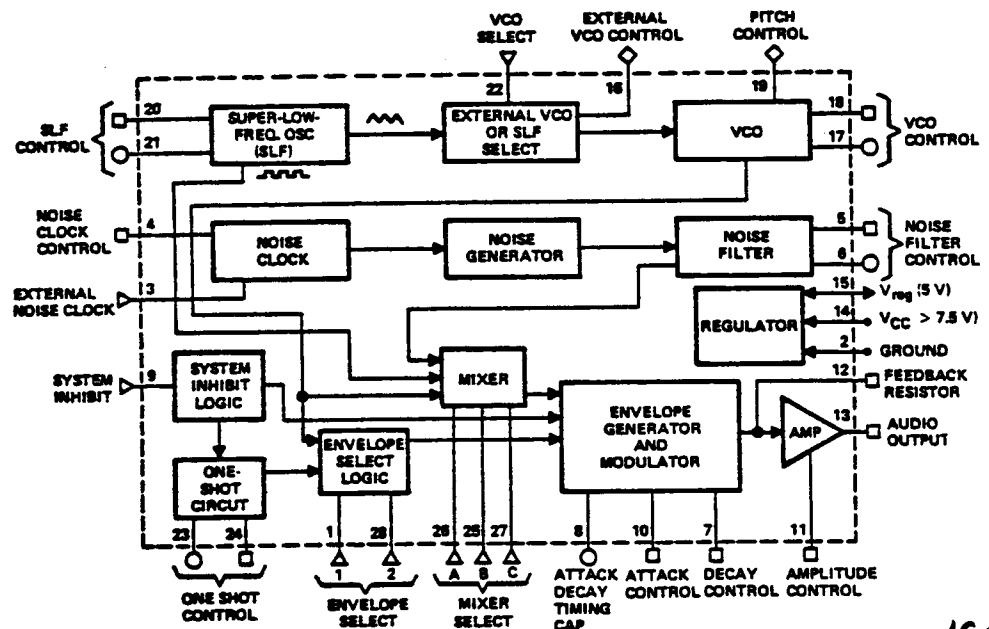 VCO
SELECT
EXTERNAL
VCO CONTROL
PITCH
CONTROL
22
16
19
20
21
SLF
CONTROL
SUPER-LOW-
FREQ. OSC
(SLF)
EXTERNAL VCO
OR SLF
SELECT
VCO
18
17
VCO
CONTROL
NOISE
CLOCK
CONTROL
4
NOISE
CLOCK
NOISE
GENERATOR
NOISE
FILTER
5
6
NOISE
FILTER
CONTROL
EXTERNAL
NOISE CLOCK
3
REGULATOR
15
Vreg (5 V)
14
VCC > 7.5 V)
2
GROUND
SYSTEM
INHIBIT
9
SYSTEM
INHIBIT
LOGIC
MIXER
ENVELOPE
GENERATOR
AND
MODULATOR
12
FEEDBACK
RESISTOR
AMP
13
AUDIO
OUTPUT
ONE-
SHOT
CIRCUT
ENVELOPE
SELECT
LOGIC
23
24
1
28
26
25
27
8
10
7
11
1
2
A
B
C
ONE SHOT
CONTROL
ENVELOPE
SELECT
MIXER
SELECT
ATTACK
DECAY
TIMING
CAP
ATTACK
CONTROL
DECAY
CONTROL
AMPLITUDE
CONTROL